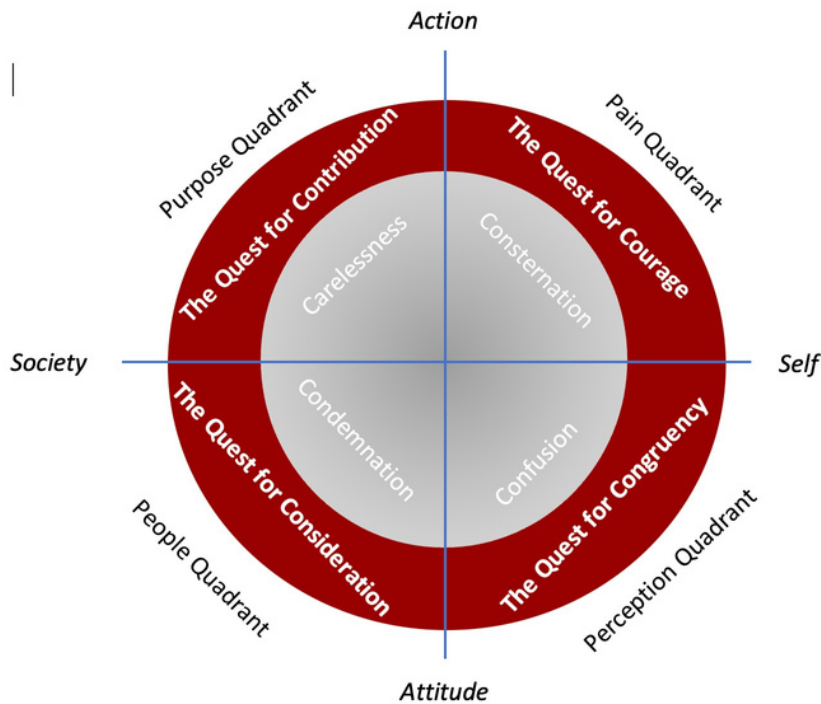 Action
Purpose Quadrant
Pain Quadrant
The Quest for Contribution
The Quest for Courage
Carelessness
Consternation
Society
Self
Condemnation
Confusion
The Quest for Consideration
The Quest for Congruency
People Quadrant
Perception Quadrant
Attitude